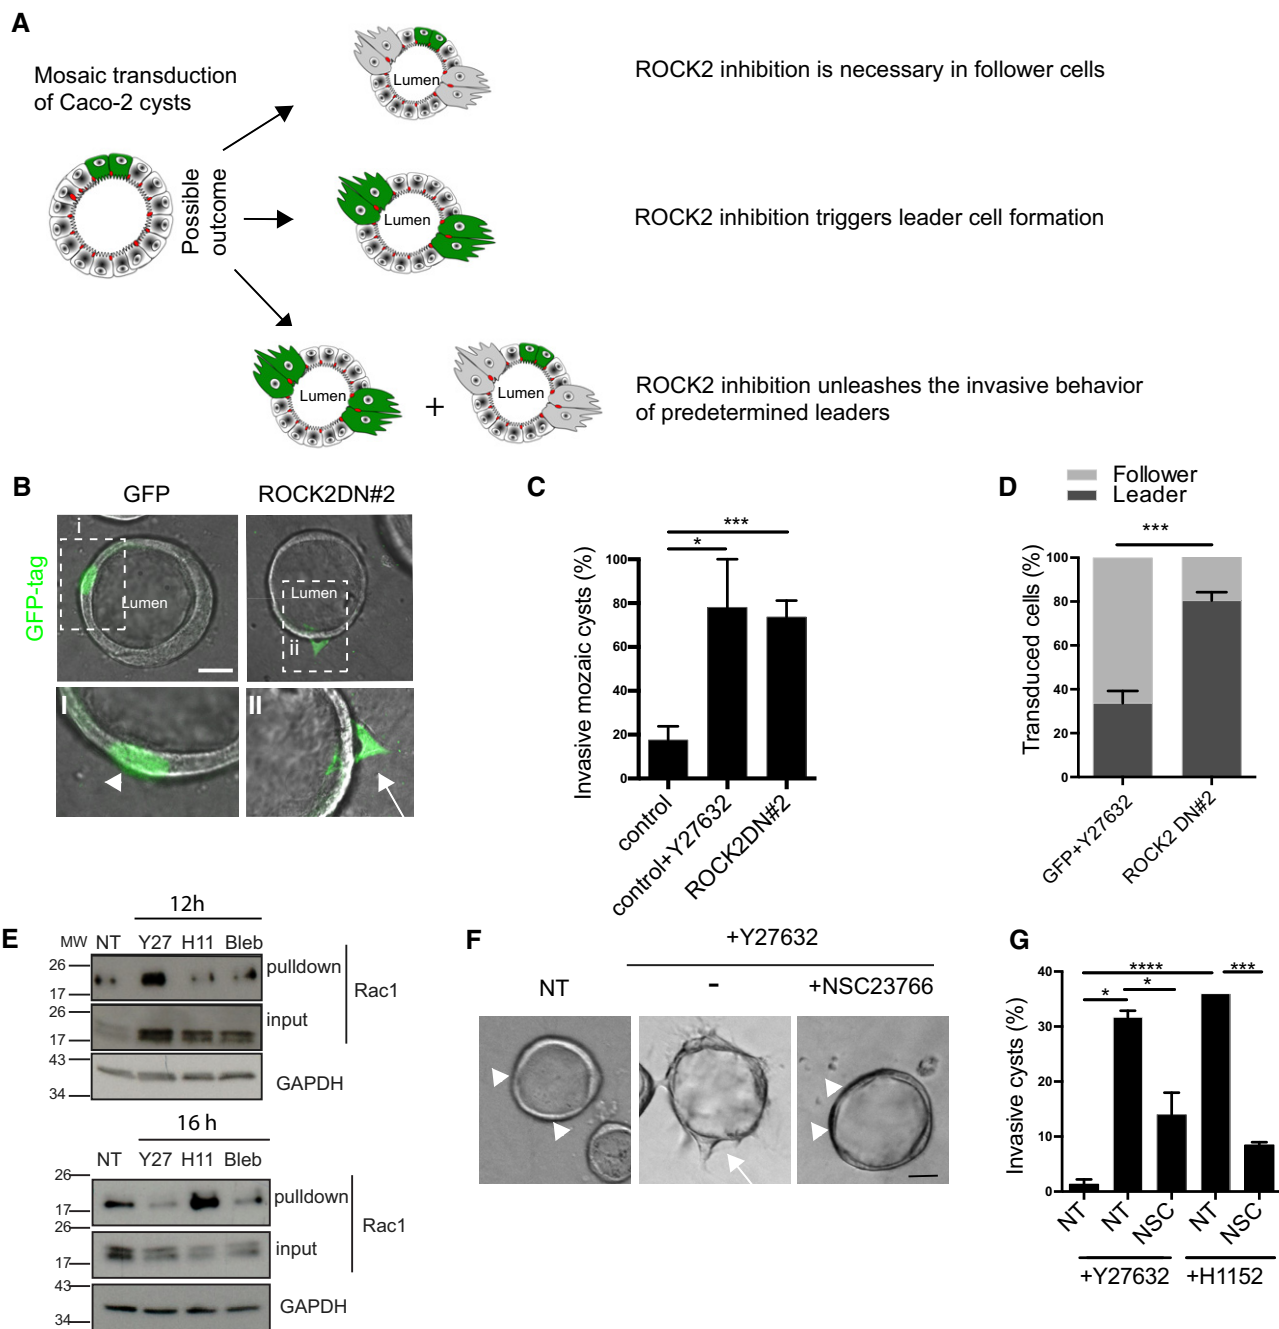 A
Mosaic transduction
of Caco-2 cysts
Possible
outcome
Lumen
ROCK2 inhibition is necessary in follower cells
Lumen
ROCK2 inhibition triggers leader cell formation
Lumen
+
Lumen
ROCK2 inhibition unleashes the invasive behavior
of predetermined leaders
B
GFP
ROCK2DN#2
GFP-tag
i
Lumen
Lumen
ii
I
II
C
Invasive mozaic cysts (%)
100
80
60
40
20
0
*
***
control
control+Y27632
ROCK2DN#2
D
Follower
Leader
***
Transduced cells (%)
100
80
60
40
20
0
GFP+Y27632
ROCK2 DN#2
E
12h
MW NT Y27 H11 Bleb
26
17
pulldown
26
17
input
Rac1
43
34
GAPDH
16 h
NT Y27 H11 Bleb
26
17
pulldown
26
17
input
Rac1
43
34
GAPDH
F
+Y27632
NT
-
+NSC23766
G
Invasive cysts (%)
40
30
20
10
0
****
***
*
*
NT
NT
NSC
NT
NSC
+Y27632
+H1152